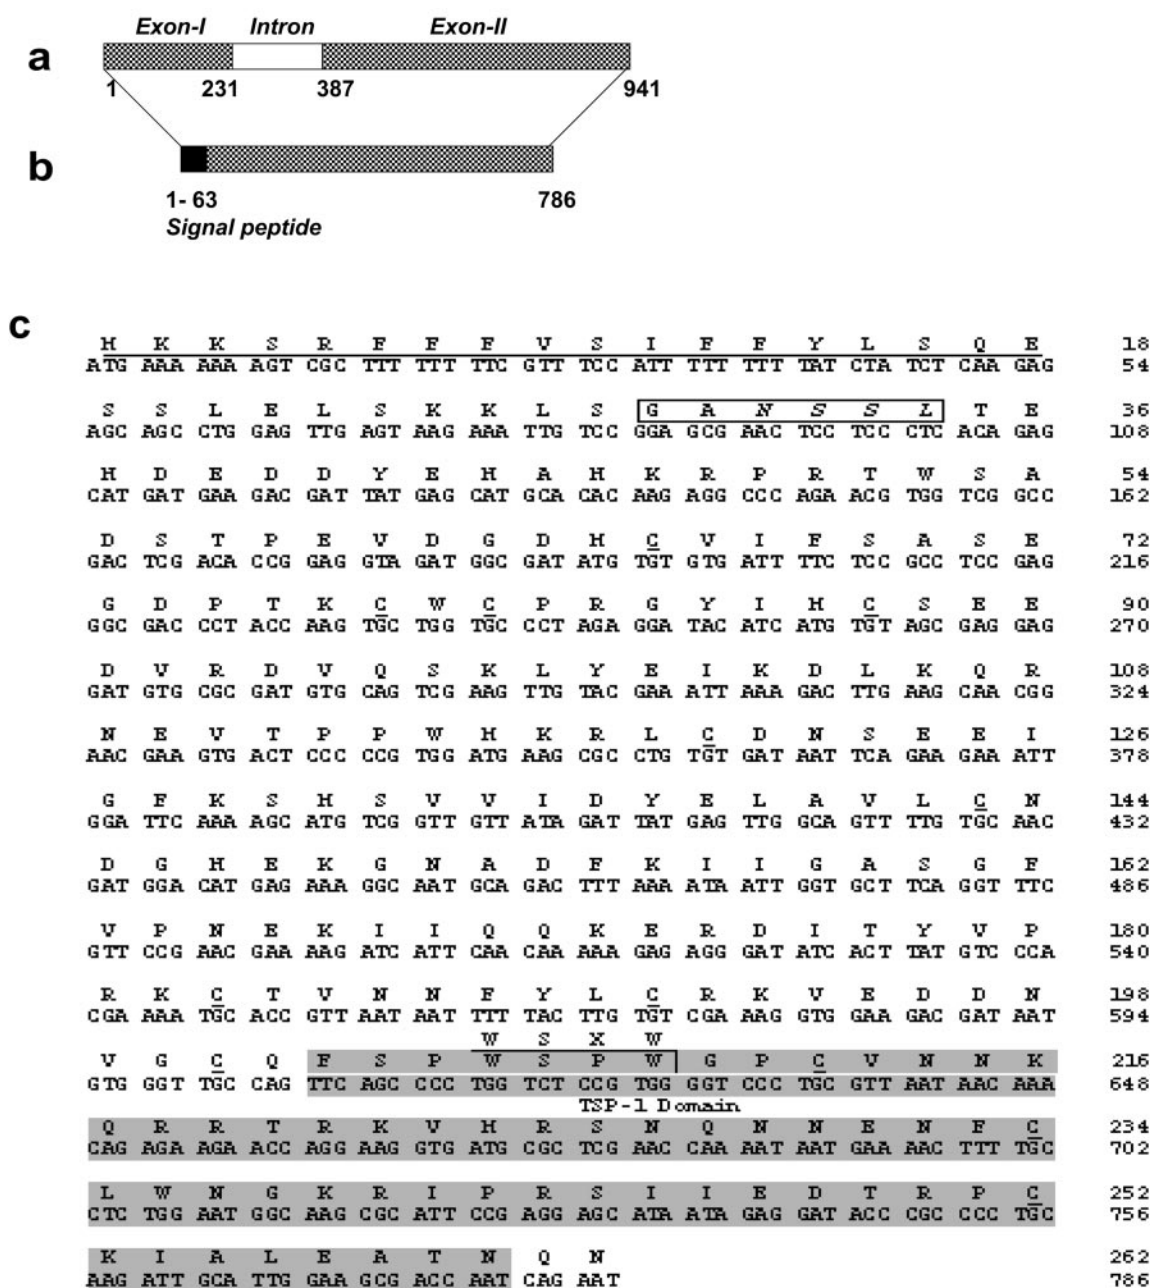 Exon-I Intron Exon-II
a
1 231 387 941
b
1- 63 786
Signal peptide
c
H K K S R F F F V S I F F Y L S Q E 18
ATG AAA AAA AGT CGC TTT TTT TTC GTT TCC ATT TTT TTT TAT CTA TCT CAA GAG 54
S S L E L S K K L S G A N S S L T E 36
AGC AGC CTG GAG TTG AGT AAG AAA TTG TCC GGA GCG AAC TCC TCC CTC ACA GAG 108
H D E D D Y E H A H K R P R T W S A 54
CAT GAT GAA GAC GAT TAT GAG CAT GCA CAC AAG AGG CCC AGA ACG TGG TCG GCC 162
D S T P E V D G D H C V I F S A S E 72
GAC TCG ACA CCG GAG GTA GAT GGC GAT ATG TGT GTG ATT TTC TCC GCC TCC GAG 216
G D P T K C W C P R G Y I H C S E E 90
GGC GAC CCT ACC AAG TGC TGG TGC CCT AGA GGA TAC ATC ATG TGT AGC GAG GAG 270
D V R D V Q S K L Y E I K D L K Q R 108
GAT GTG CGC GAT GTG CAG TCG AAG TTG TAC GAA ATT AAA GAC TTG AAG CAA CGG 324
N E V T P P W H K R L C D N S E E I 126
AAC GAA GTG ACT CCC CCG TGG ATG AAG CGC CTG TGT GAT AAT TCA GAA GAA ATT 378
G F K S H S V V I D Y E L A V L C N 144
GGA TTC AAA AGC ATG TCG GTT GTT ATA GAT TAT GAG TTG GCA GTT TTG TGC AAC 432
D G H E K G N A D F K I I G A S G F 162
GAT GGA CAT GAG AAA GGC AAT GCA GAC TTT AAA ATA ATT GGT GCT TCA GGT TTC 486
V P N E K I I Q Q K E R D I T Y V P 180
GTT CCG AAC GAA AAG ATC ATT CAA CAA AAA GAG AGG GAT ATC ACT TAT GTC CCA 540
R K C T V N N F Y L C R K V E D D N 198
CGA AAA TGC ACC GTT AAT AAT TTT TAC TTG TGT CGA AAG GTG GAA GAC GAT AAT 594
W S X W
V G C Q F S P W S P W G P C V N N K 216
GTG GGT TGC CAG TTC AGC CCC TGG TCT CCG TGG GGT CCC TGC GTT AAT AAC AAA 648
TSP-1 Domain
Q R R T R K V H R S N Q N N E N F C 234
CAG AGA AGA ACC AGG AAG GTG ATG CGC TCG AAC CAA AAT AAT GAA AAC TTT TGC 702
L W N G K R I P R S I I E D T R P C 252
CTC TGG AAT GGC AAG CGC ATT CCG AGG AGC ATA ATA GAG GAT ACC CGC CCC TGC 756
K I A L E A T N Q N 262
AAG ATT GCA TTG GAA GCG ACC AAT CAG AAT 786